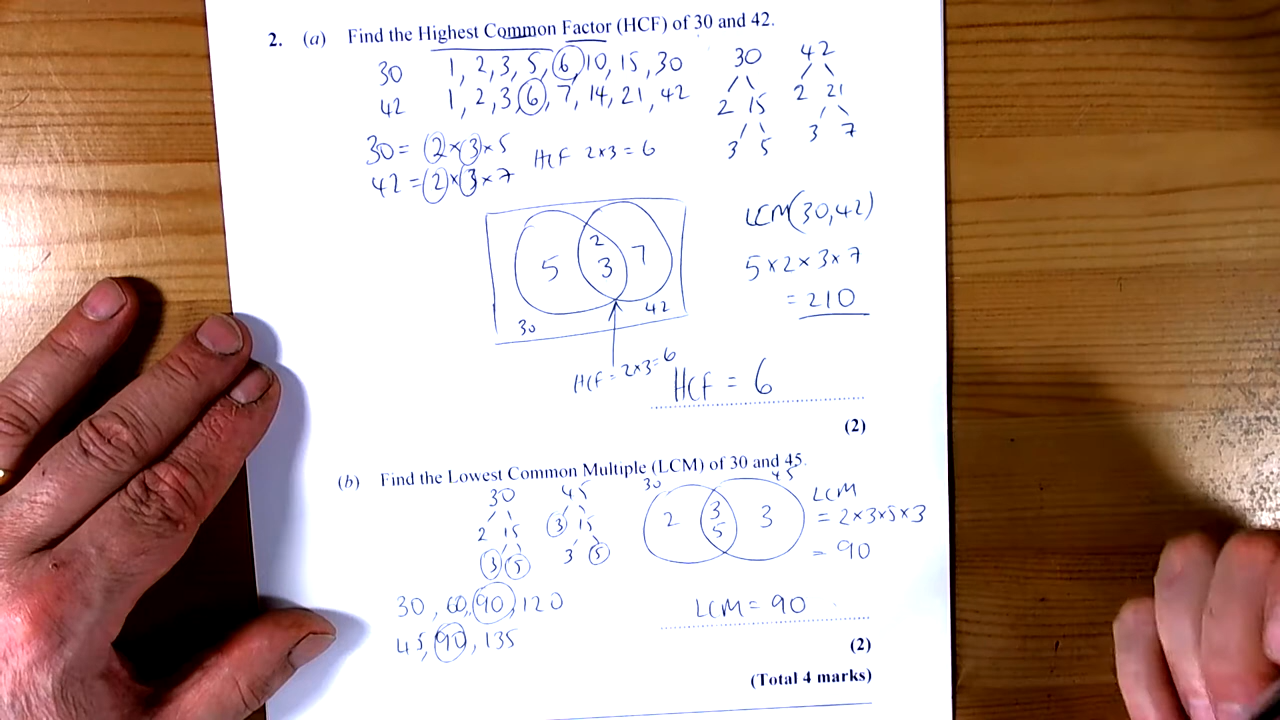 2. (a) Find the Highest Common Factor (HCF) of 30 and 42.
30 1, 2, 3, 5, 6, 10, 15, 30
42 1, 2, 3, 6, 7, 14, 21, 42
30
2 15
3 5
42
2 21
3 7
30 = 2 × 3 × 5
42 = 2 × 3 × 7
HCF 2×3 = 6
5 2 3 7
30 42
HCF = 2×3=6
LCM(30,42)
5 × 2 × 3 × 7
= 210
HCF = 6
(2)
(b) Find the Lowest Common Multiple (LCM) of 30 and 45.
30
2 15
3 5
45
3 15
3 5
30 45
2 3 5 3
LCM
= 2×3×5×3
= 90
30, 60, 90, 120
45, 90, 135
LCM = 90
(2)
(Total 4 marks)